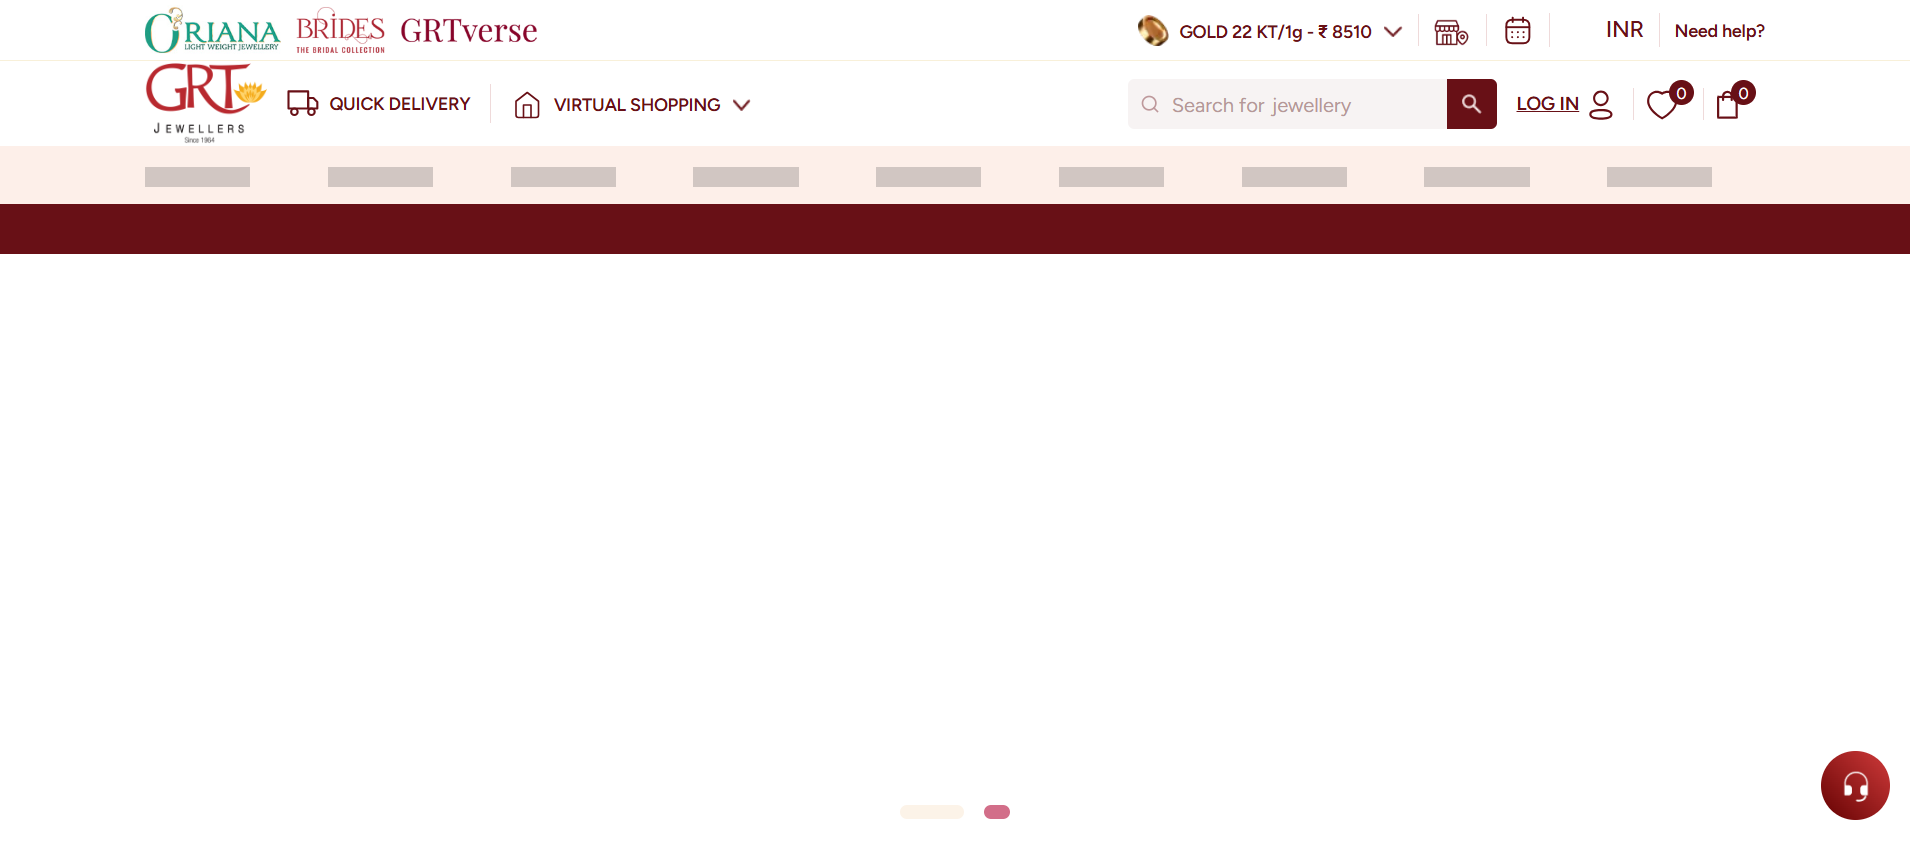 ORIANA
LIGHT WEIGHT JEWELLERY
BRIDES
THE BRIDAL COLLECTION
GRTverse
GOLD 22 KT/1g - ₹ 8510
INR
Need help?
GRT
JEWELLERS
Since 1964
QUICK DELIVERY
VIRTUAL SHOPPING
Search for jewellery
LOG IN
0
0